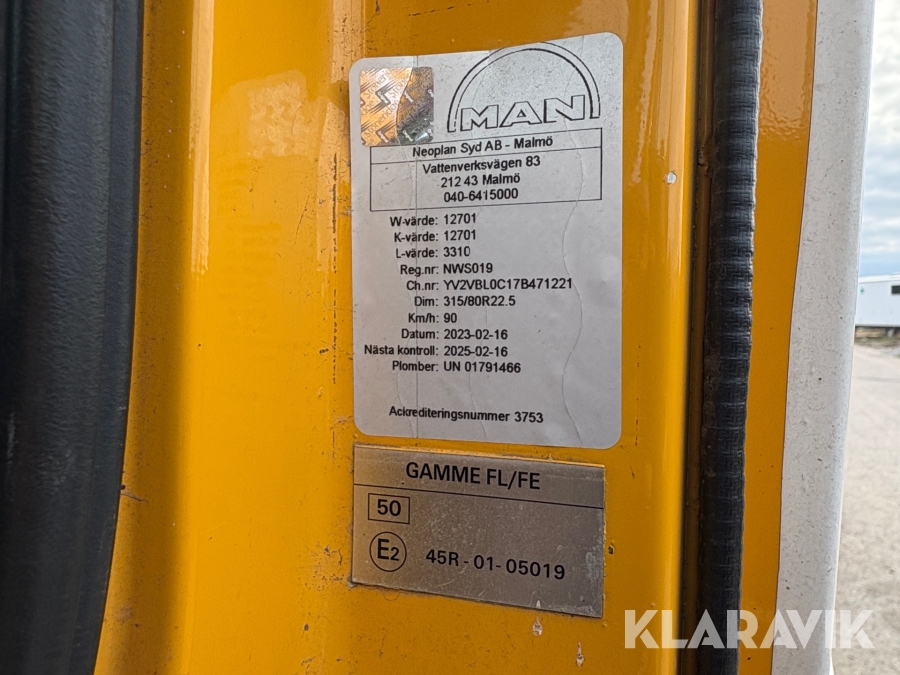 MAN
Neoplan Syd AB - Malmö
Vattenverksvägen 83
212 43 Malmö
040-6415000
W-värde: 12701
K-värde: 12701
L-värde: 3310
Reg.nr: NWS019
Ch.nr: YV2VBL0C17B471221
Dim: 315/80R22.5
Km/h: 90
Datum: 2023-02-16
Nästa kontroll: 2025-02-16
Plomber: UN 01791466
Ackrediteringsnummer 3753
GAMME FL/FE
50
E2 45R-01-05019
KLARAVIK